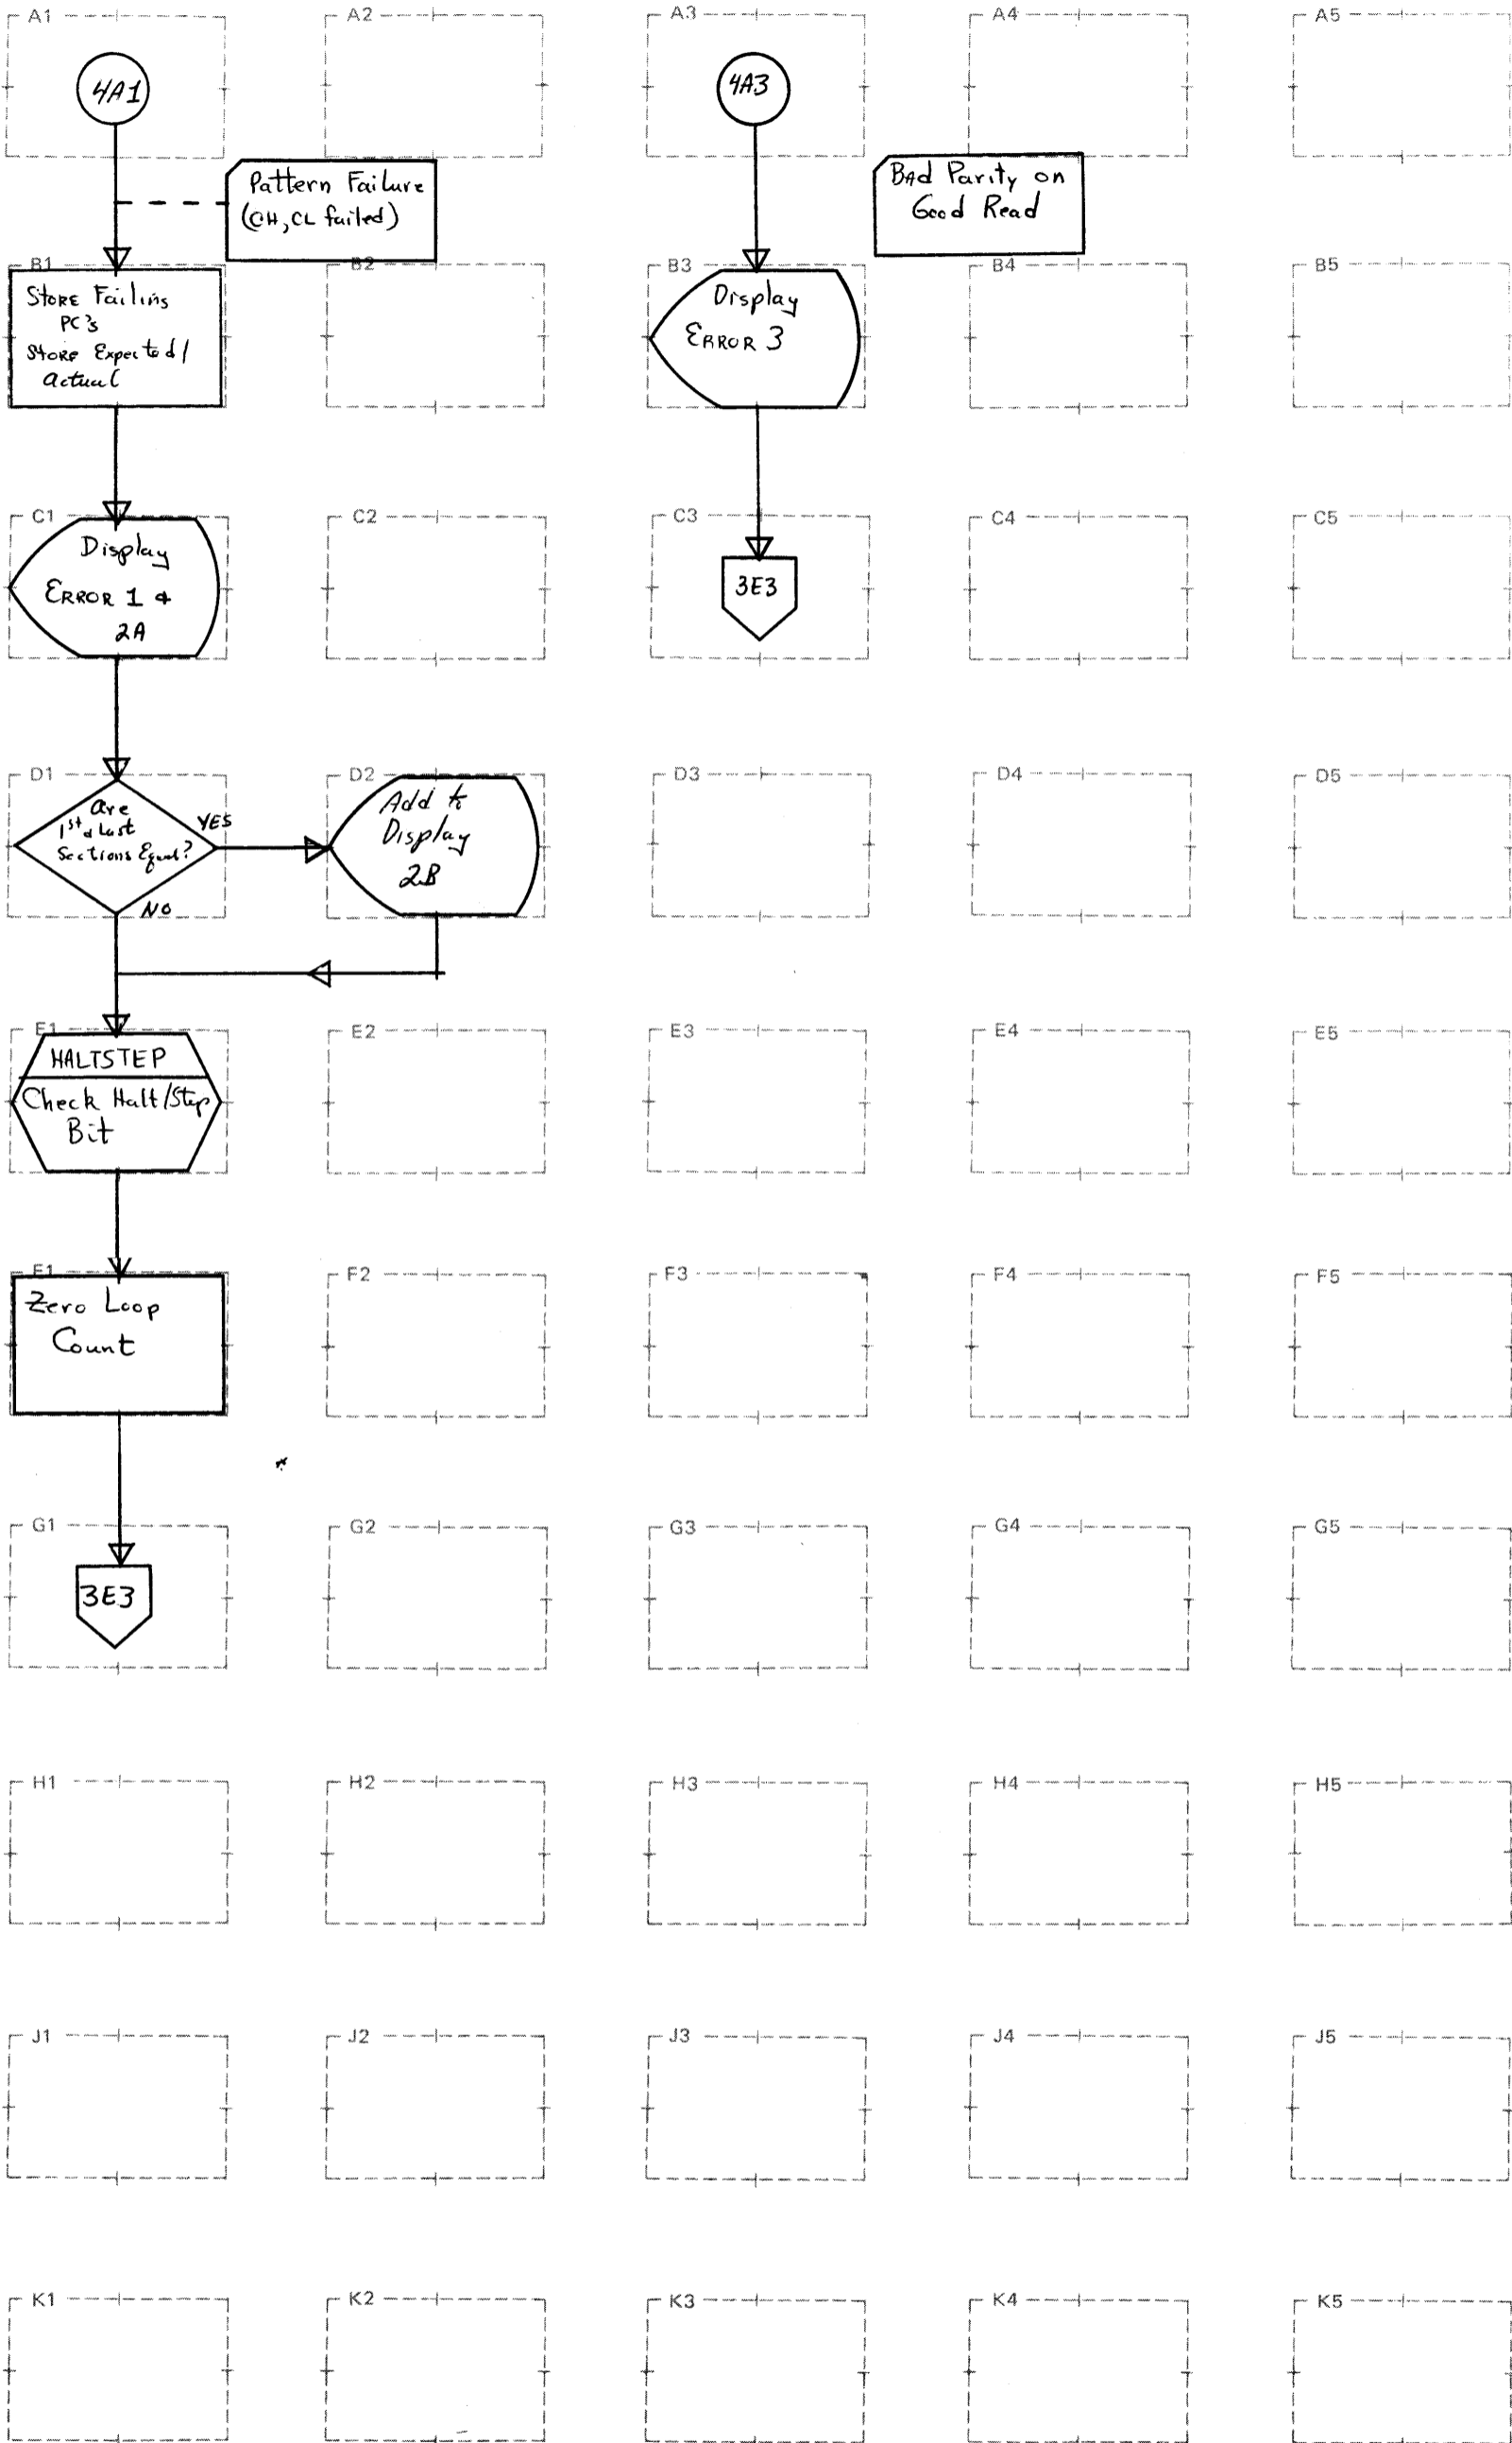 A1
A2
A3
A4
A5
4A1
4A3
Pattern Failure
(CH, CL failed)
BAd Parity on
Good Read
B1
B2
B3
B4
B5
Store Failing
PC's
Store Expected/
actual
Display
ERROR 3
C1
C2
C3
C4
C5
Display
ERROR 1 &
2A
3E3
D1
D2
D3
D4
D5
are
1st & Last
Sections Equal?
YES
NO
Add to
Display
2B
E1
E2
E3
E4
E5
HALTSTEP
Check Halt/Step
Bit
F1
F2
F3
F4
F5
Zero Loop
Count
G1
G2
G3
G4
G5
3E3
H1
H2
H3
H4
H5
J1
J2
J3
J4
J5
K1
K2
K3
K4
K5